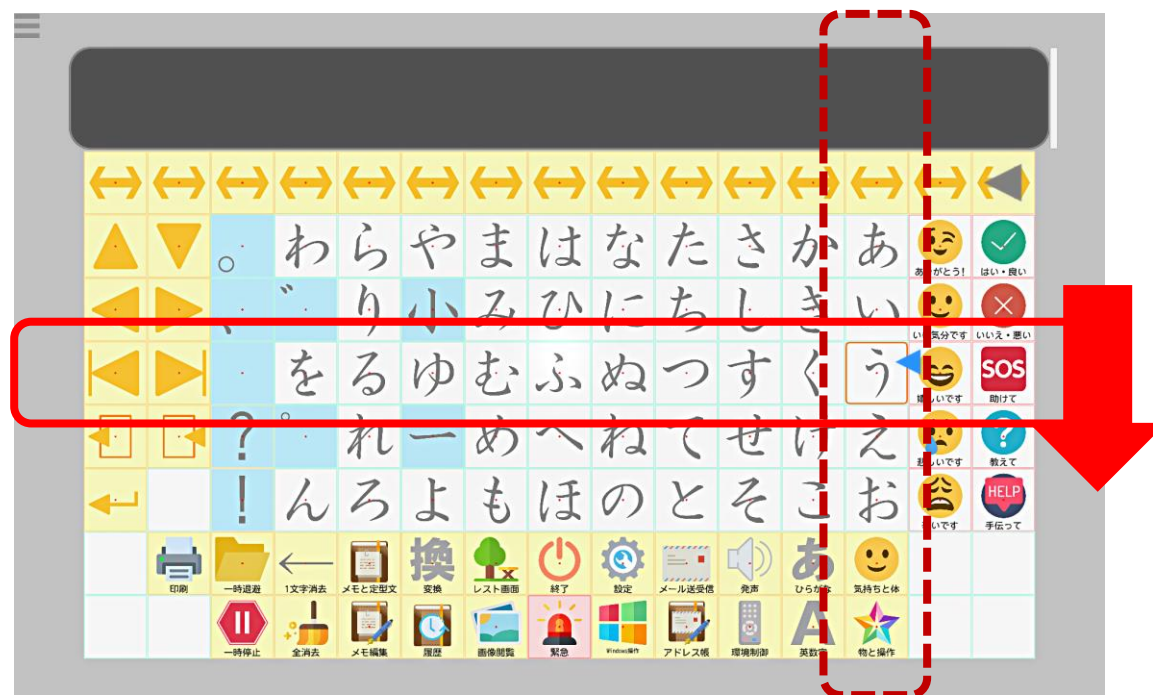 。 わ ら や ま は な た さ か あ ありがとう! はい・良い
、 ゛ り 小 み ひ に ち し き い いい気分です いいえ・悪い
を る ゆ む ふ ぬ つ す く う 嬉しいです SOS 助けて
? ゜ れ ー め へ ね て せ け え 悲しいです ? 教えて
! ん ろ よ も ほ の と そ こ お HELP 手伝って
換 あ
印刷 一時退避 1文字消去 メモと定型文 変換 レスト画面 終了 設定 メール送受信 発声 ひらがな 気持ちと体
A
一時停止 全消去 メモ編集 履歴 画像閲覧 緊急 Windows操作 アドレス帳 環境制御 英数字 物と操作